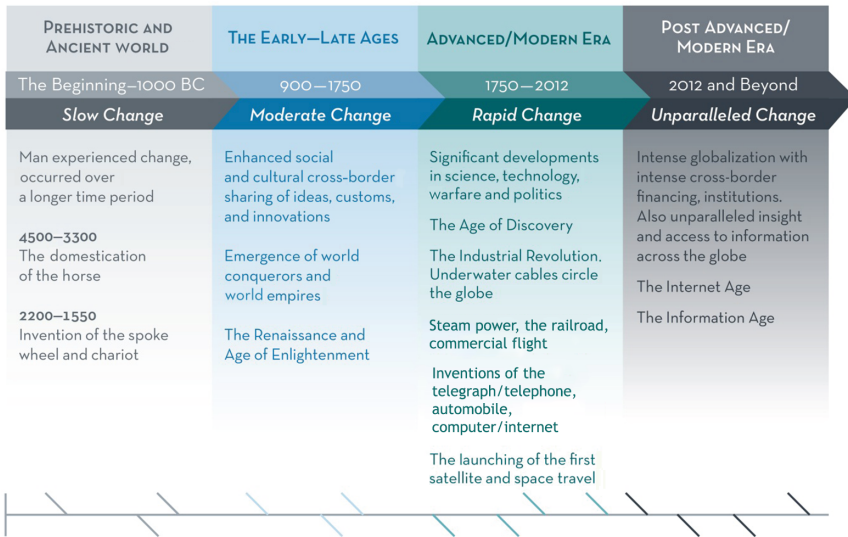 PREHISTORIC AND
ANCIENT WORLD
The Beginning—1000 BC
Slow Change
Man experienced change,
occurred over
a longer time period
4500—3300
The domestication
of the horse
2200—1550
Invention of the spoke
wheel and chariot
THE EARLY—LATE AGES
900—1750
Moderate Change
Enhanced social
and cultural cross-border
sharing of ideas, customs,
and innovations
Emergence of world
conquerors and
world empires
The Renaissance and
Age of Enlightenment
ADVANCED/MODERN ERA
1750—2012
Rapid Change
Significant developments
in science, technology,
warfare and politics
The Age of Discovery
The Industrial Revolution.
Underwater cables circle
the globe
Steam power, the railroad,
commercial flight
Inventions of the
telegraph/telephone,
automobile,
computer/internet
The launching of the first
satellite and space travel
POST ADVANCED/
MODERN ERA
2012 and Beyond
Unparalleled Change
Intense globalization with
intense cross-border
financing, institutions.
Also unparalleled insight
and access to information
across the globe
The Internet Age
The Information Age